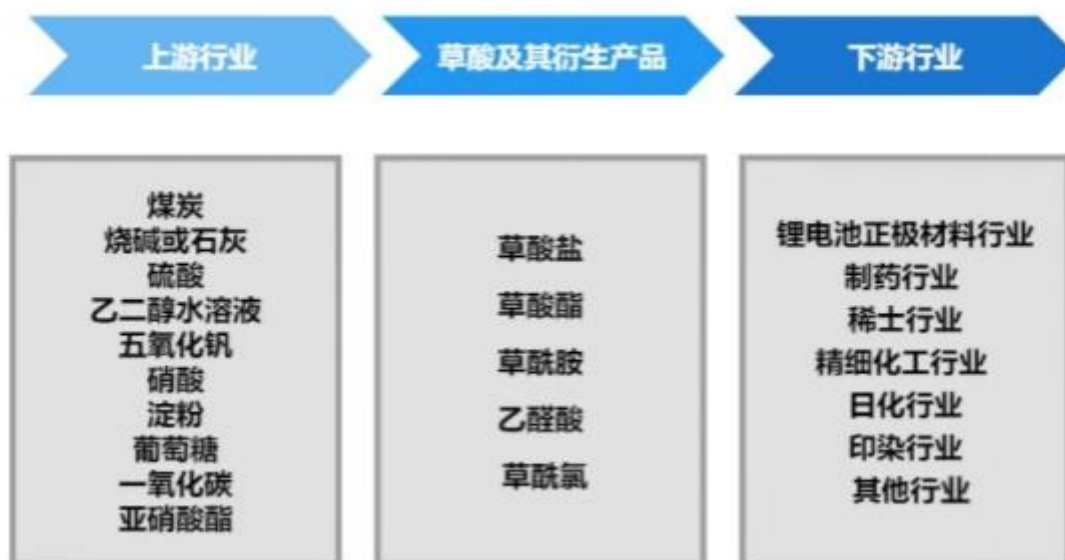 上游行业
草酸及其衍生产品
下游行业
煤炭
烧碱或石灰
硫酸
乙二醇水溶液
五氧化钒
硝酸
淀粉
葡萄糖
一氧化碳
亚硝酸酯
草酸盐
草酸酯
草酰胺
乙醛酸
草酰氯
锂电池正极材料行业
制药行业
稀土行业
精细化工行业
日化行业
印染行业
其他行业